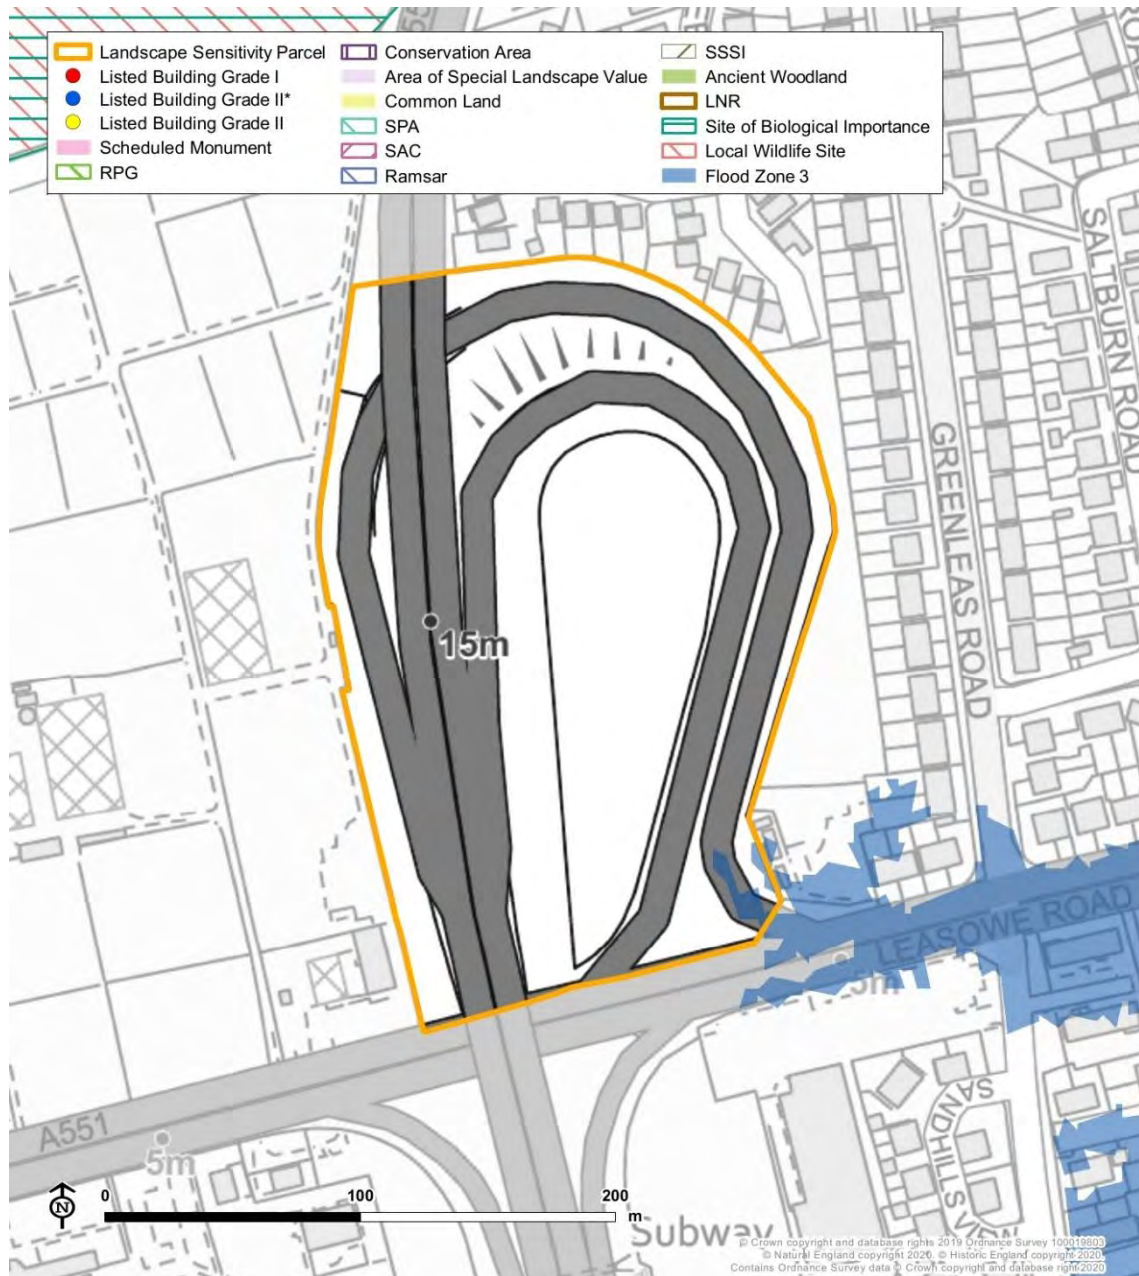 55
Landscape Sensitivity Parcel
Listed Building Grade I
Listed Building Grade II*
Listed Building Grade II
Scheduled Monument
RPG
Conservation Area
Area of Special Landscape Value
Common Land
SPA
SAC
Ramsar
SSSI
Ancient Woodland
LNR
Site of Biological Importance
Local Wildlife Site
Flood Zone 3
SALTBURN ROAD
GREENLEAS ROAD
15m
LEASOWE ROAD
5m
A551
5m
SANDHILLS VIEW
N
0 100 200
m
Subway
© Crown copyright and database rights 2019 Ordnance Survey 100019803
© Natural England copyright 2020. © Historic England copyright 2020.
Contains Ordnance Survey data © Crown copyright and database right 2020